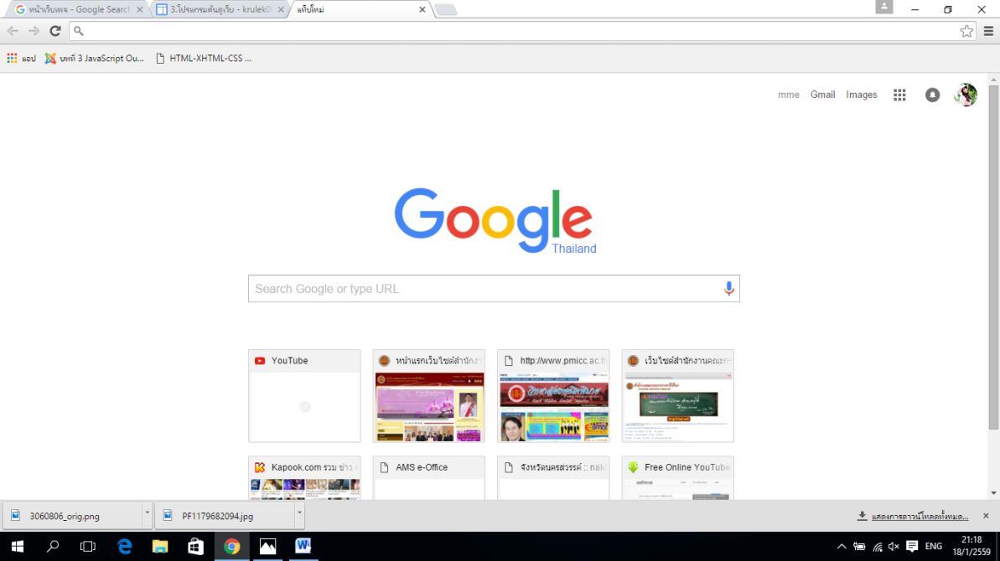 หน้าเว็บเพจ - Google Searc
3.โปรแกรมค้นดูเว็บ - krulek0
แท็บใหม่
แอป
บทที่ 3 JavaScript Ou...
HTML-XHTML-CSS ...
mme Gmail Images
Google
Thailand
Search Google or type URL
YouTube
หน้าแรกเว็บไซต์สำนักงา
http://www.pmicc.ac.t
เว็บไซต์สำนักงานคณะกร
Kapook.com รวม ข่าว
AMS e-Office
จังหวัดนครสวรรค์ :: nak
Free Online YouTube
3060806_orig.png
PF1179682094.jpg
แสดงการดาวน์โหลดทั้งหมด...
ENG
21:18
18/1/2559